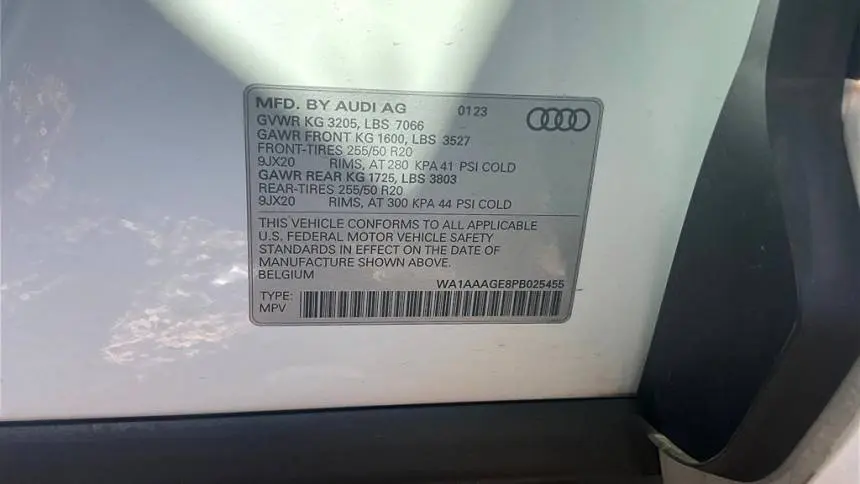 MFD. BY AUDI AG 0123
GVWR KG 3205, LBS 7066
GAWR FRONT KG 1600, LBS 3527
FRONT-TIRES 255/50 R20
9JX20 RIMS, AT 280 KPA 41 PSI COLD
GAWR REAR KG 1725, LBS 3803
REAR-TIRES 255/50 R20
9JX20 RIMS, AT 300 KPA 44 PSI COLD
THIS VEHICLE CONFORMS TO ALL APPLICABLE
U.S. FEDERAL MOTOR VEHICLE SAFETY
STANDARDS IN EFFECT ON THE DATE OF
MANUFACTURE SHOWN ABOVE.
BELGIUM
WA1AAAGE8PB025455
TYPE:
MPV